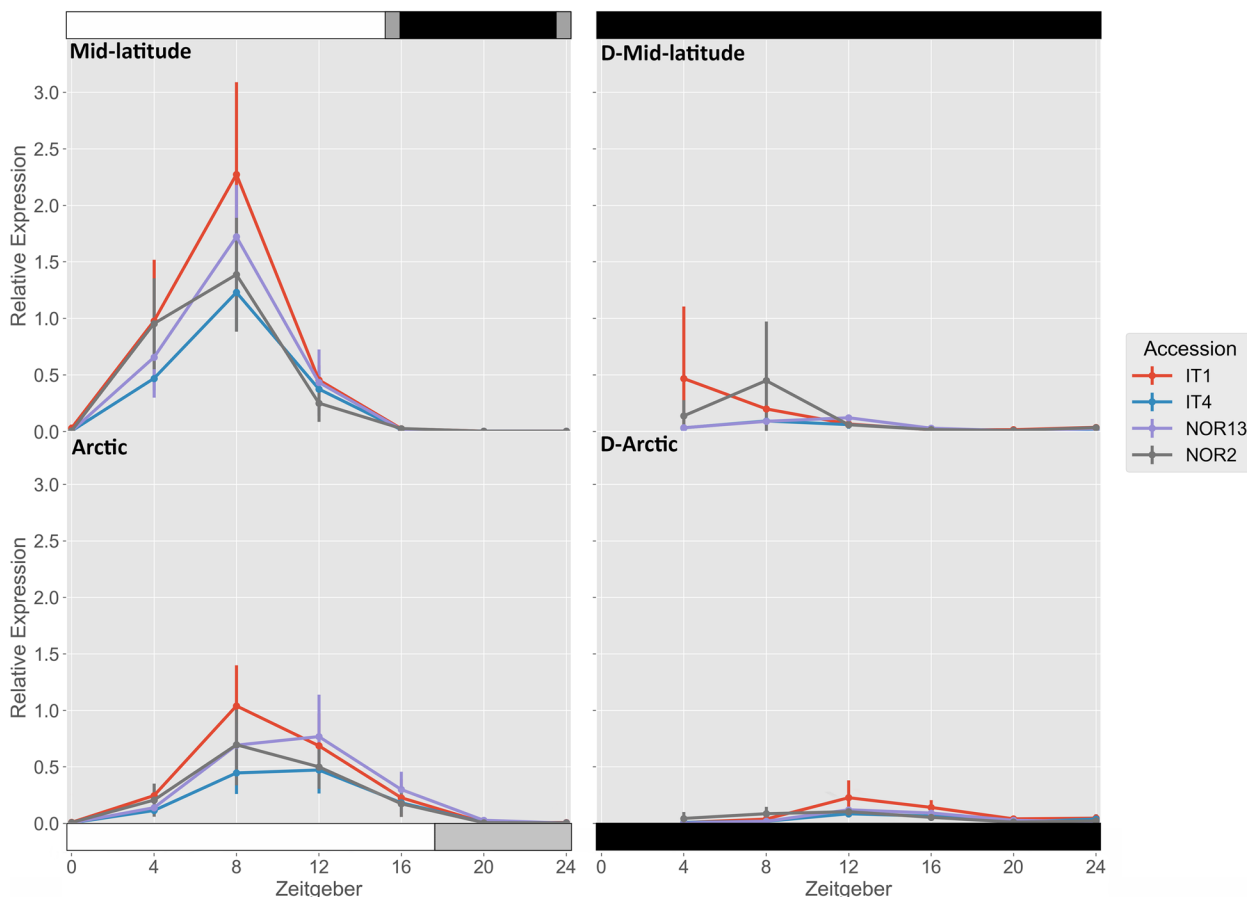 Mid-latitude
D-Mid-latitude
3.0
2.5
2.0
1.5
1.0
0.5
0.0
Relative Expression
Arctic
D-Arctic
3.0
2.5
2.0
1.5
1.0
0.5
0.0
Relative Expression
0 4 8 12 16 20 24
Zeitgeber
0 4 8 12 16 20 24
Zeitgeber
Accession
IT1
IT4
NOR13
NOR2